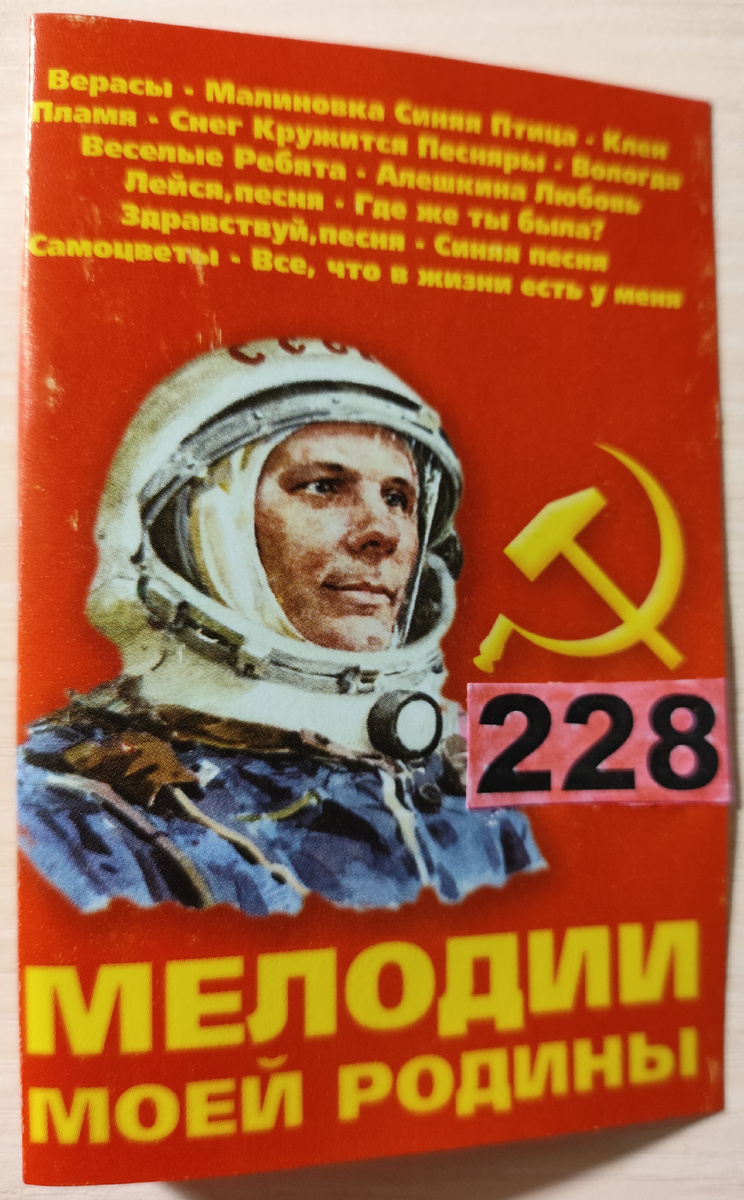 Верасы - Малиновка Синяя Птица - Клен
Пламя - Снег Кружится Песняры - Вологда
Веселые Ребята - Алешкина Любовь
Лейся,песня - Где же ты была?
Здравствуй,песня - Синяя песня
Самоцветы - Все, что в жизни есть у меня
СССР
228
МЕЛОДИИ
МОЕЙ РОДИНЫ